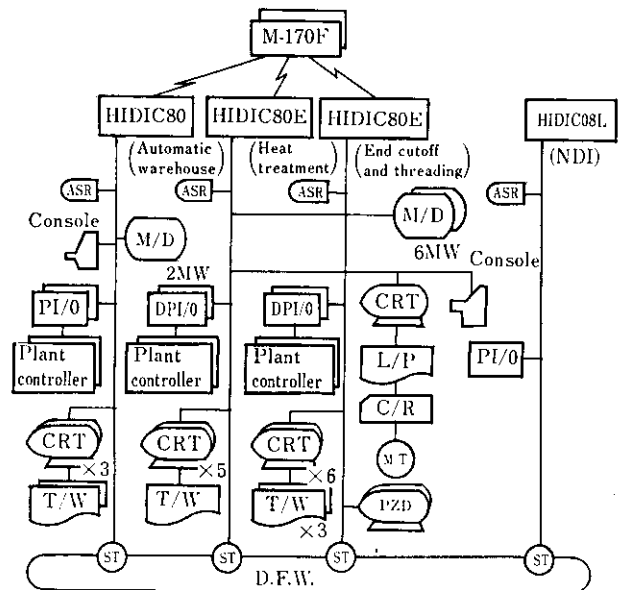 M-170F
HIDIC80
HIDIC80E
HIDIC80E
HIDIC08L
(Automatic warehouse)
(Heat treatment)
(End cutoff and threading)
(NDI)
ASR
ASR
ASR
ASR
Console
M/D
2MW
M/D
6MW
Console
PI/0
DPI/0
DPI/0
CRT
PI/0
Plant controller
Plant controller
Plant controller
L/P
C/R
MT
CRT
×3
CRT
×5
CRT
×6
T/W
T/W
T/W
×3
PZD
ST
ST
ST
ST
D.F.W.